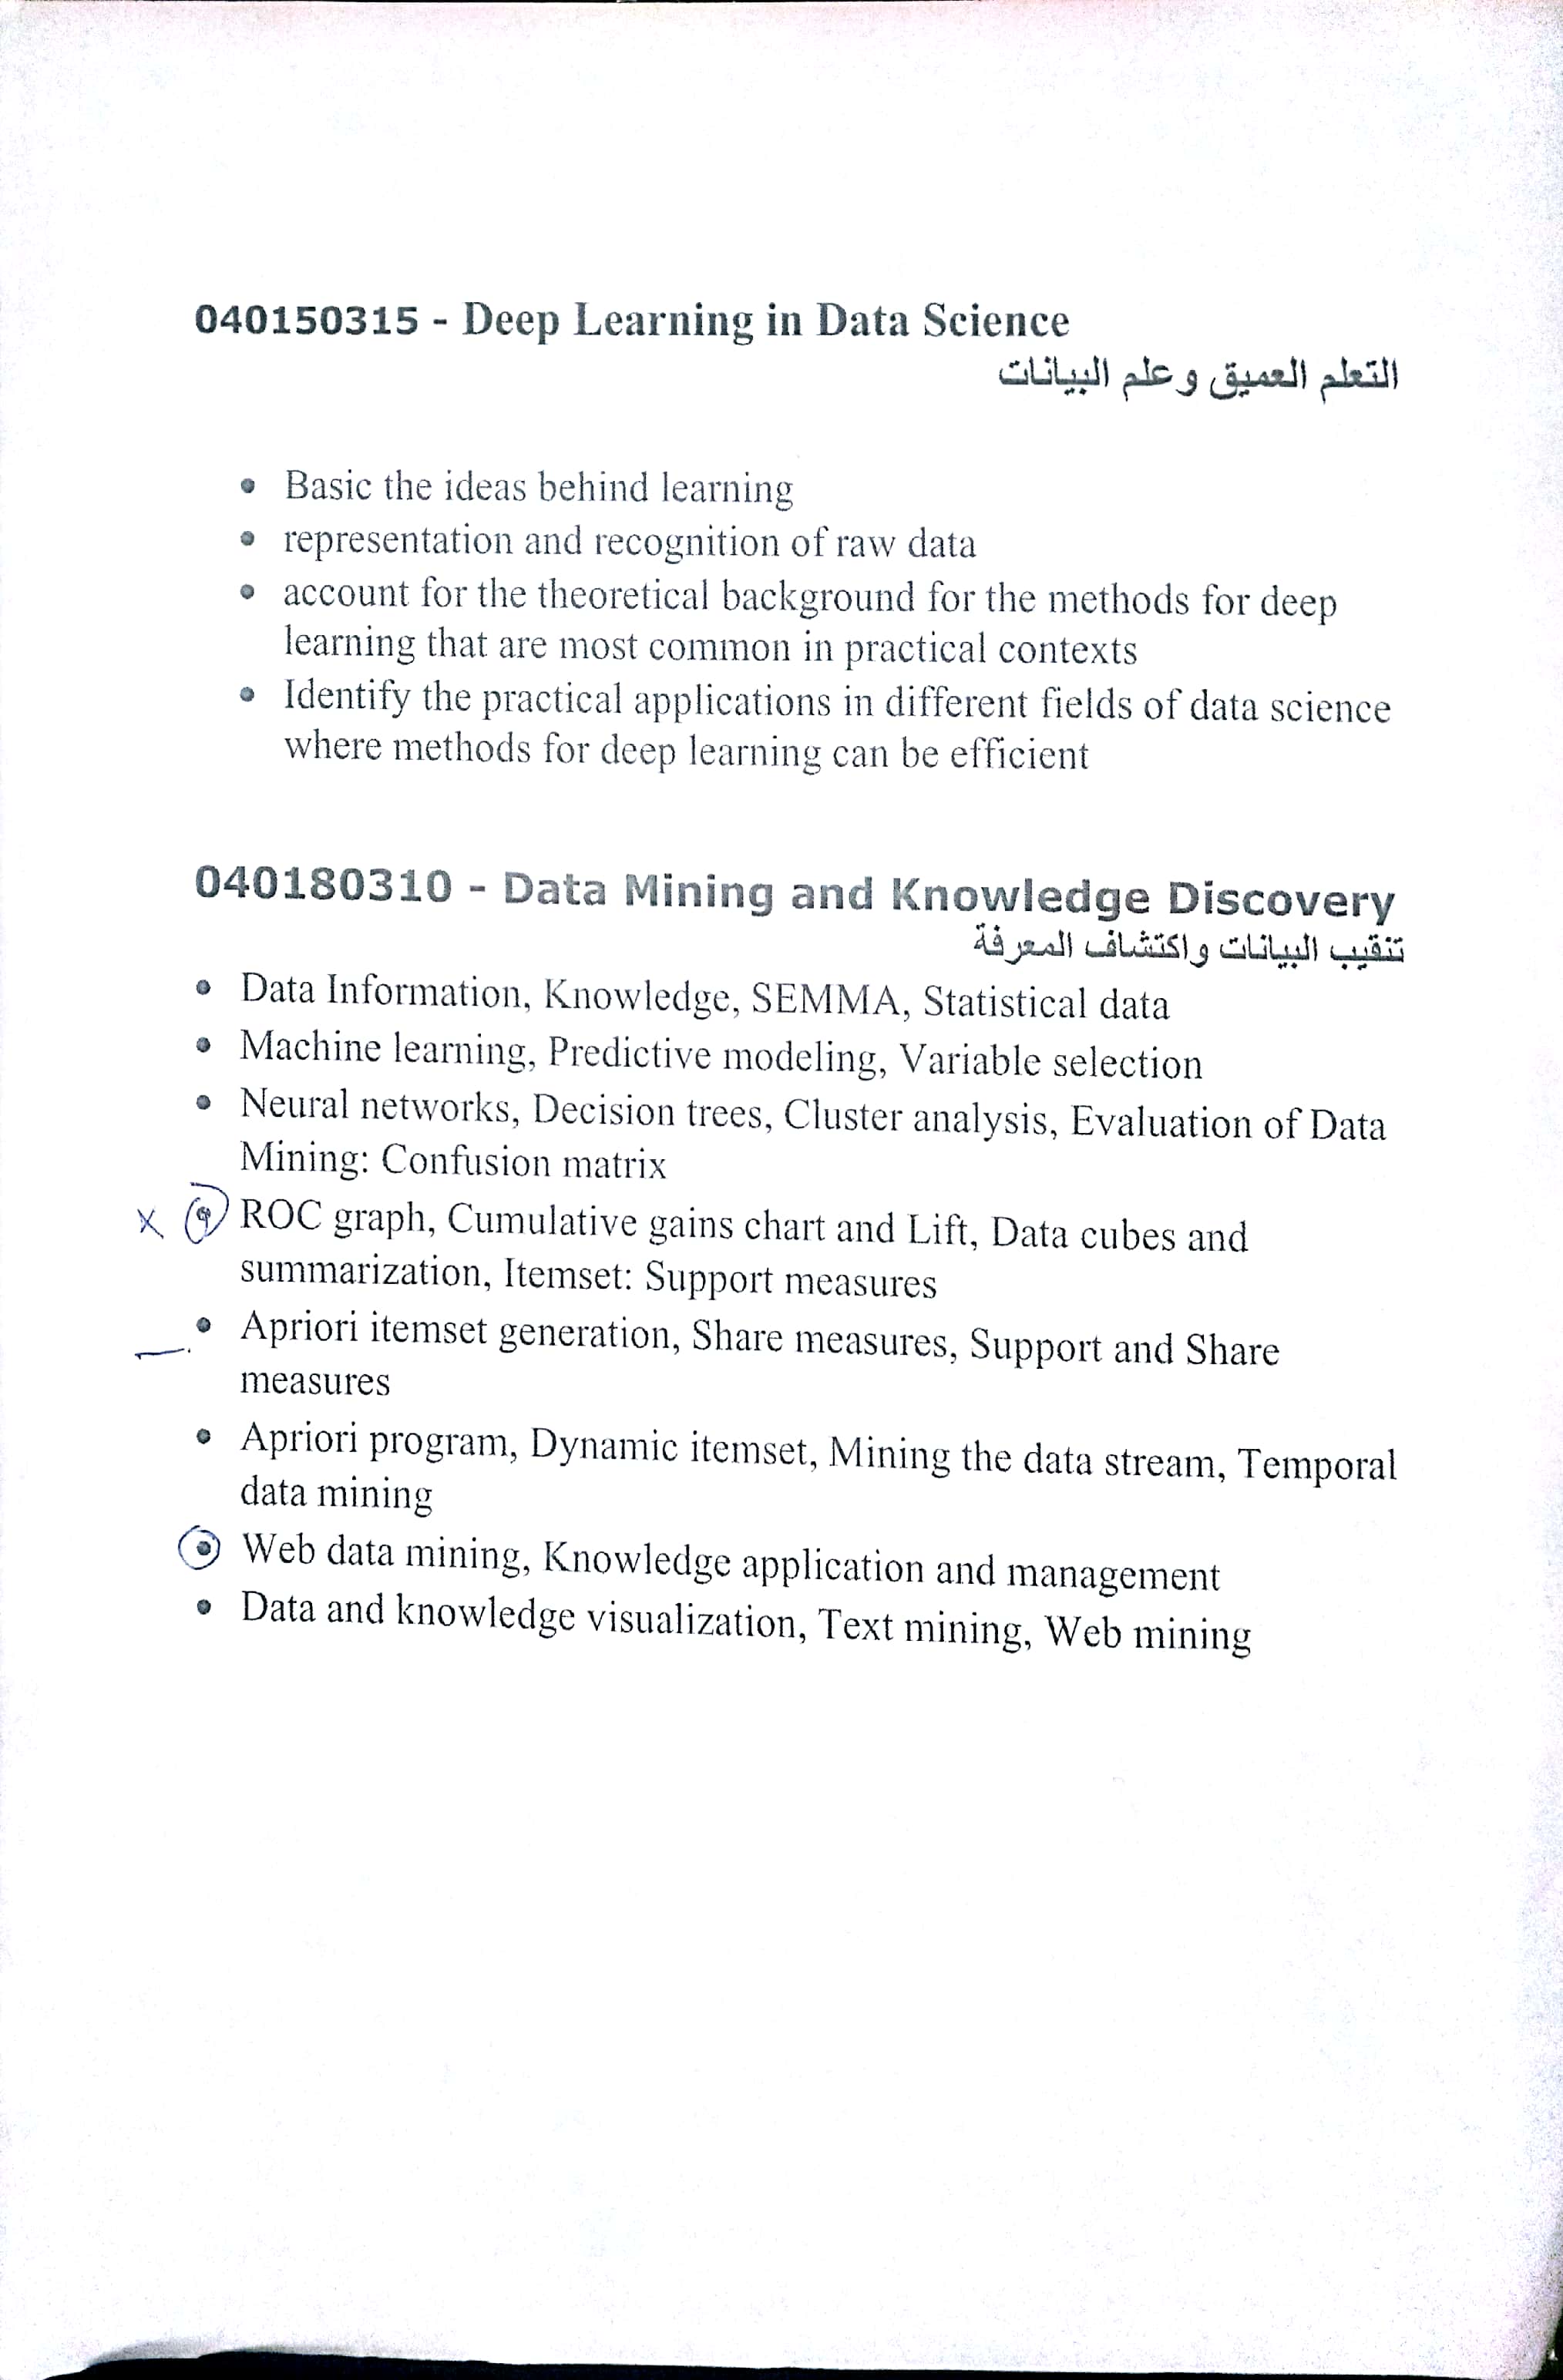 040150315 - Deep Learning in Data Science
التعلم العميق وعلم البيانات
• Basic the ideas behind learning
• representation and recognition of raw data
• account for the theoretical background for the methods for deep
learning that are most common in practical contexts
• Identify the practical applications in different fields of data science
where methods for deep learning can be efficient
040180310 - Data Mining and Knowledge Discovery
تنقيب البيانات واكتشاف المعرفة
• Data Information, Knowledge, SEMMA, Statistical data
• Machine learning, Predictive modeling, Variable selection
• Neural networks, Decision trees, Cluster analysis, Evaluation of Data
Mining: Confusion matrix
x • ROC graph, Cumulative gains chart and Lift, Data cubes and
summarization, Itemset: Support measures
• Apriori itemset generation, Share measures, Support and Share
measures
• Apriori program, Dynamic itemset, Mining the data stream, Temporal
data mining
• Web data mining, Knowledge application and management
• Data and knowledge visualization, Text mining, Web mining